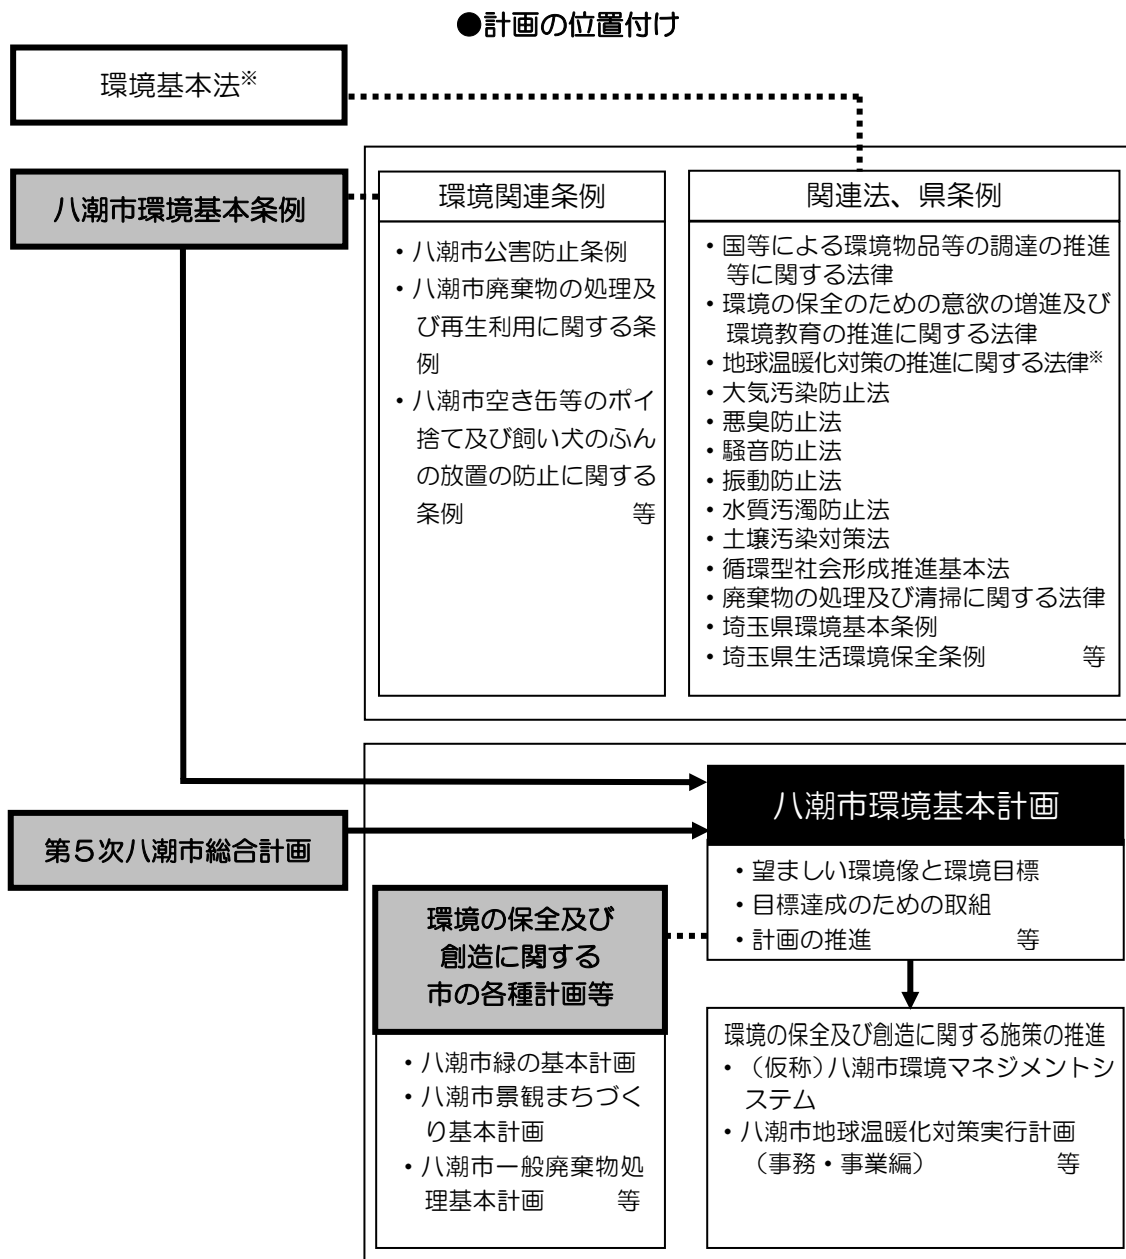 ●計画の位置付け
環境基本法※
八潮市環境基本条例
環境関連条例
・八潮市公害防止条例
・八潮市廃棄物の処理及
び再生利用に関する条
例
・八潮市空き缶等のポイ
捨て及び飼い犬のふん
の放置の防止に関する
条例 等
関連法、県条例
・国等による環境物品等の調達の推進
等に関する法律
・環境の保全のための意欲の増進及び
環境教育の推進に関する法律
・地球温暖化対策の推進に関する法律※
・大気汚染防止法
・悪臭防止法
・騒音防止法
・振動防止法
・水質汚濁防止法
・土壌汚染対策法
・循環型社会形成推進基本法
・廃棄物の処理及び清掃に関する法律
・埼玉県環境基本条例
・埼玉県生活環境保全条例 等
第5次八潮市総合計画
八潮市環境基本計画
・望ましい環境像と環境目標
・目標達成のための取組
・計画の推進 等
環境の保全及び
創造に関する
市の各種計画等
・八潮市緑の基本計画
・八潮市景観まちづく
り基本計画
・八潮市一般廃棄物処
理基本計画 等
環境の保全及び創造に関する施策の推進
・（仮称）八潮市環境マネジメントシ
ステム
・八潮市地球温暖化対策実行計画
（事務・事業編） 等